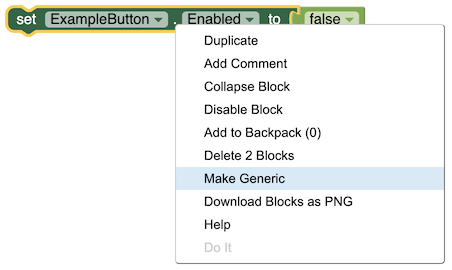 set ExampleButton . Enabled to false
Duplicate
Add Comment
Collapse Block
Disable Block
Add to Backpack (0)
Delete 2 Blocks
Make Generic
Download Blocks as PNG
Help
Do It